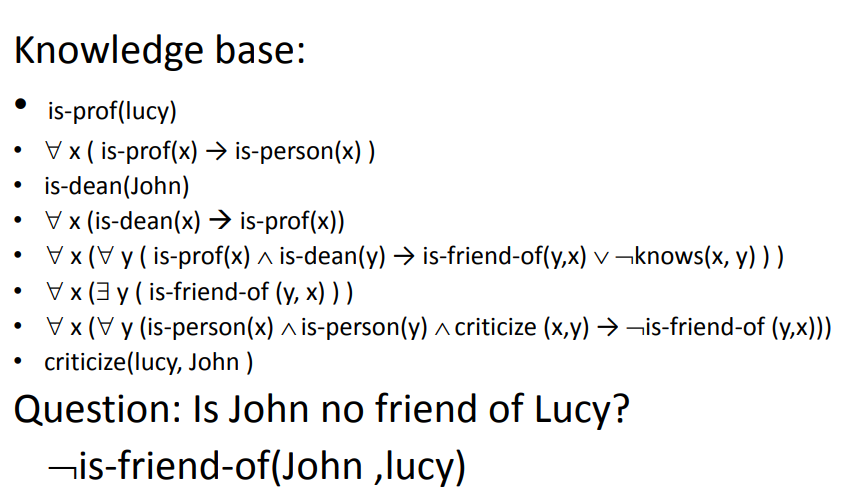 Knowledge base:
• is-prof(lucy)
• ∀ x ( is-prof(x) → is-person(x) )
• is-dean(John)
• ∀ x (is-dean(x) → is-prof(x))
• ∀ x (∀ y ( is-prof(x) ∧ is-dean(y) → is-friend-of(y,x) ∨ ¬knows(x, y) ) )
• ∀ x (∃ y ( is-friend-of (y, x) ) )
• ∀ x (∀ y (is-person(x) ∧ is-person(y) ∧ criticize (x,y) → ¬is-friend-of (y,x)))
• criticize(lucy, John )
Question: Is John no friend of Lucy?
¬is-friend-of(John ,lucy)